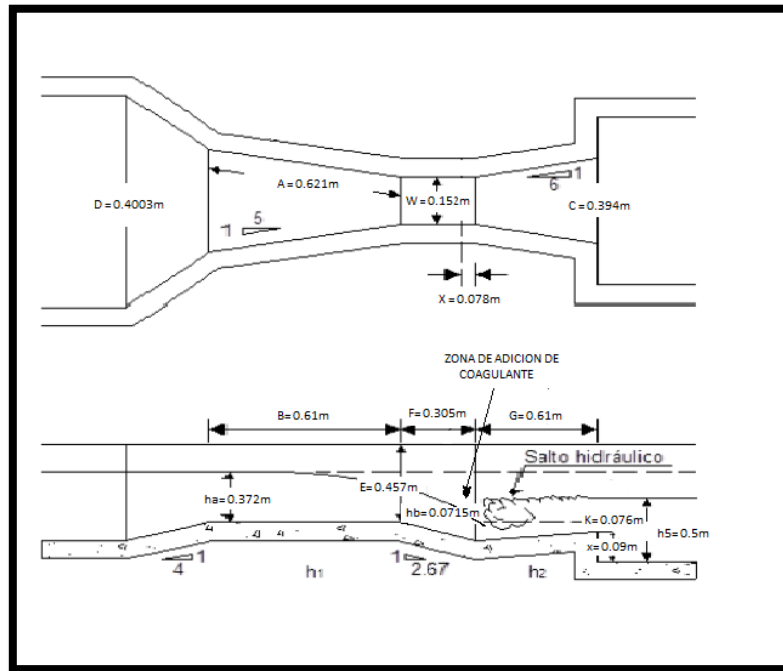 A = 0.621m
D = 0.4003m
W = 0.152m
1
6
C = 0.394m
1
5
X = 0.078m
ZONA DE ADICION DE
COAGULANTE
B = 0.61m
F= 0.305m
G= 0.61m
Salto hidráulico
ha= 0.372m
E= 0.457m
hb= 0.0715m
K= 0.076m
h5= 0.5m
x= 0.09m
1
4
h1
1
2.67
h2